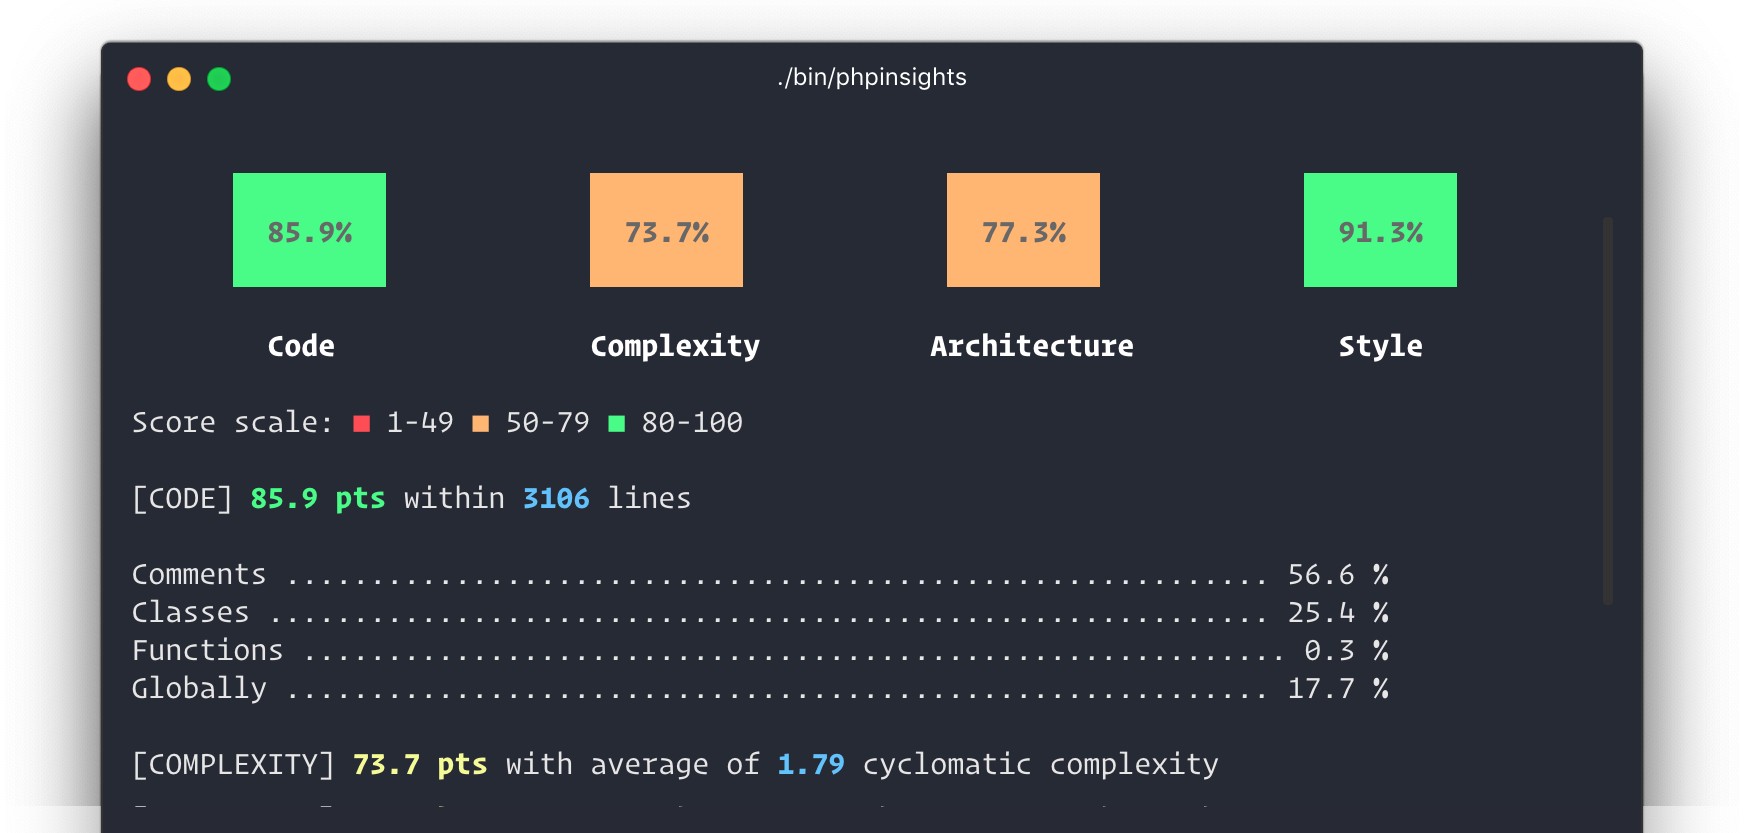 ./bin/phpinsights
85.9% 73.7% 77.3% 91.3%
Code Complexity Architecture Style
Score scale: ■ 1-49 ■ 50-79 ■ 80-100
[CODE] 85.9 pts within 3106 lines
Comments .......................................................... 56.6 %
Classes ........................................................... 25.4 %
Functions .......................................................... 0.3 %
Globally .......................................................... 17.7 %
[COMPLEXITY] 73.7 pts with average of 1.79 cyclomatic complexity